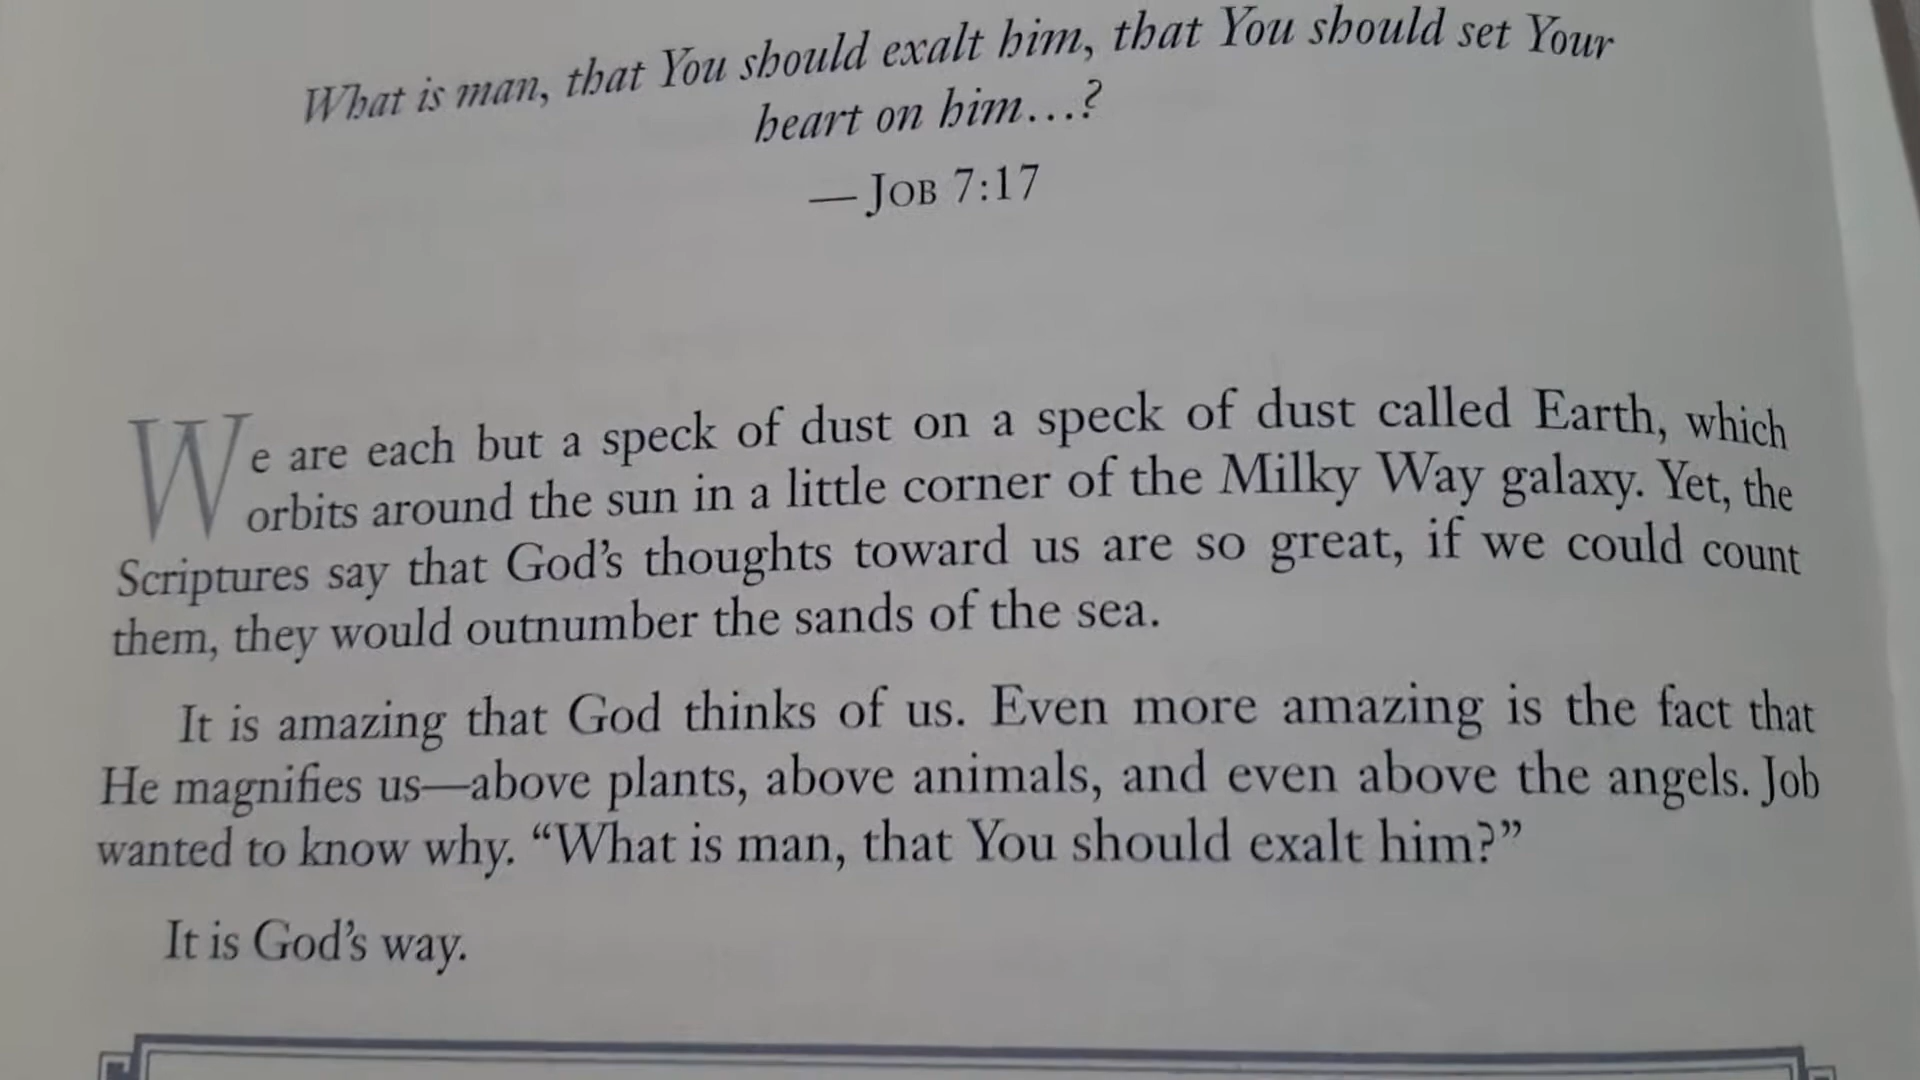 What is man, that You should exalt him, that You should set Your
heart on him...?
— JOB 7:17
We are each but a speck of dust on a speck of dust called Earth, which
orbits around the sun in a little corner of the Milky Way galaxy. Yet, the
Scriptures say that God’s thoughts toward us are so great, if we could count
them, they would outnumber the sands of the sea.
It is amazing that God thinks of us. Even more amazing is the fact that
He magnifies us—above plants, above animals, and even above the angels. Job
wanted to know why. “What is man, that You should exalt him?”
It is God’s way.